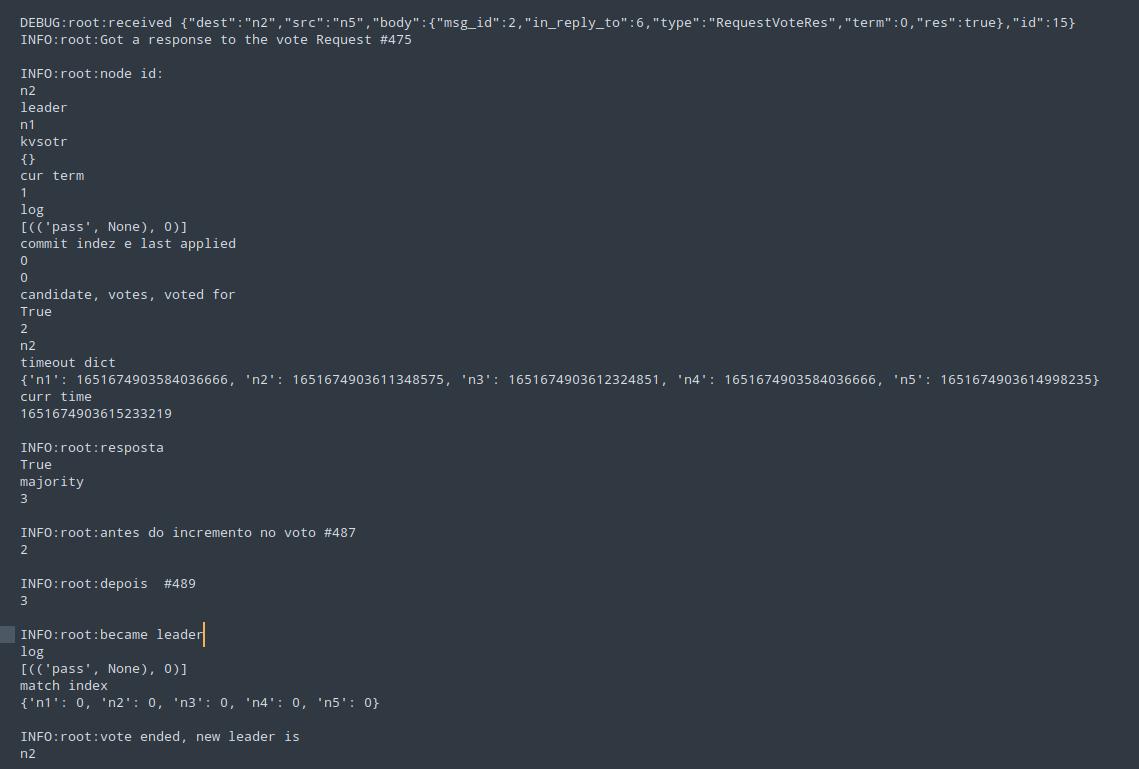 DEBUG:root:received {"dest":"n2","src":"n5","body":{"msg_id":2,"in_reply_to":6,"type":"RequestVoteRes","term":0,"res":true},"id":15}
INFO:root:Got a response to the vote Request #475
INFO:root:node id:
n2
leader
n1
kvsotr
{}
cur term
1
log
[(('pass', None), 0)]
commit indez e last applied
0
0
candidate, votes, voted for
True
2
n2
timeout dict
{'n1': 1651674903584036666, 'n2': 1651674903611348575, 'n3': 1651674903612324851, 'n4': 1651674903584036666, 'n5': 1651674903614998235}
curr time
1651674903615233219
INFO:root:resposta
True
majority
3
INFO:root:antes do incremento no voto #487
2
INFO:root:depois  #489
3
INFO:root:became leader
log
[(('pass', None), 0)]
match index
{'n1': 0, 'n2': 0, 'n3': 0, 'n4': 0, 'n5': 0}
INFO:root:vote ended, new leader is
n2